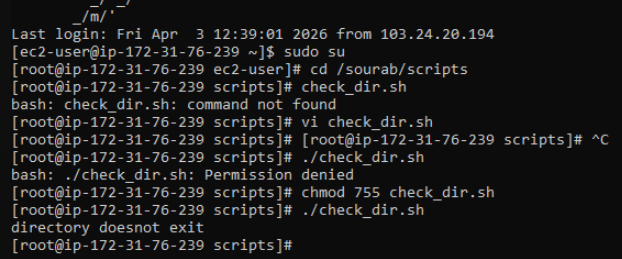 _/m/'
Last login: Fri Apr  3 12:39:01 2026 from 103.24.20.194
[ec2-user@ip-172-31-76-239 ~]$ sudo su
[root@ip-172-31-76-239 ec2-user]# cd /sourab/scripts
[root@ip-172-31-76-239 scripts]# check_dir.sh
bash: check_dir.sh: command not found
[root@ip-172-31-76-239 scripts]# vi check_dir.sh
[root@ip-172-31-76-239 scripts]# [root@ip-172-31-76-239 scripts]# ^C
[root@ip-172-31-76-239 scripts]# ./check_dir.sh
bash: ./check_dir.sh: Permission denied
[root@ip-172-31-76-239 scripts]# chmod 755 check_dir.sh
[root@ip-172-31-76-239 scripts]# ./check_dir.sh
directory doesnot exit
[root@ip-172-31-76-239 scripts]#